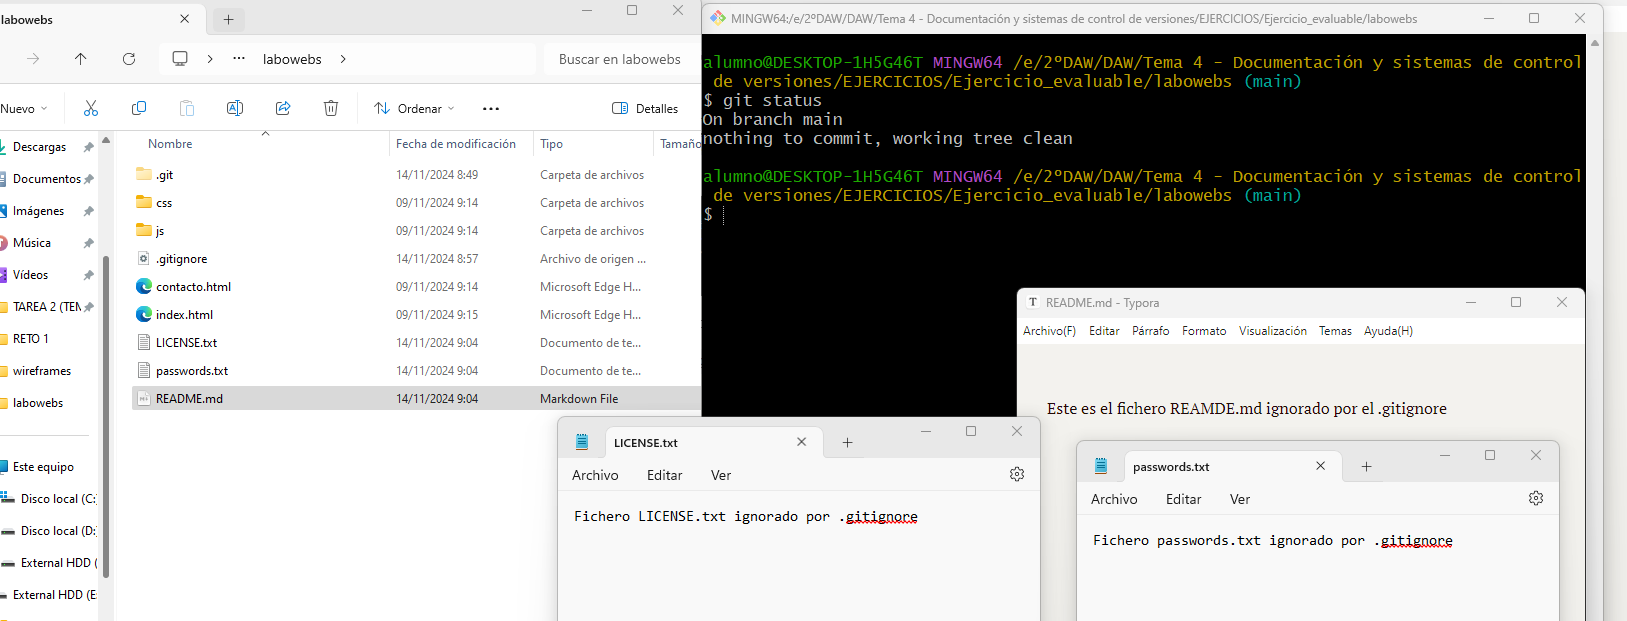 labowebs
labowebs
Buscar en labowebs
Nuevo
Ordenar
Detalles
Descargas
Documentos
Imágenes
Música
Vídeos
TAREA 2 (TEM
RETO 1
wireframes
labowebs
Este equipo
Disco local (C:
Disco local (D:
External HDD (
External HDD (E
Nombre Fecha de modificación Tipo Tamaño
.git 14/11/2024 8:49 Carpeta de archivos
css 09/11/2024 9:14 Carpeta de archivos
js 09/11/2024 9:14 Carpeta de archivos
.gitignore 14/11/2024 8:57 Archivo de origen ...
contacto.html 09/11/2024 9:14 Microsoft Edge H...
index.html 09/11/2024 9:15 Microsoft Edge H...
LICENSE.txt 14/11/2024 9:04 Documento de te...
passwords.txt 14/11/2024 9:04 Documento de te...
README.md 14/11/2024 9:04 Markdown File
MINGW64:/e/2ºDAW/DAW/Tema 4 - Documentación y sistemas de control de versiones/EJERCICIOS/Ejercicio_evaluable/labowebs
alumno@DESKTOP-1H5G46T MINGW64 /e/2ºDAW/DAW/Tema 4 - Documentación y sistemas de control
de versiones/EJERCICIOS/Ejercicio_evaluable/labowebs (main)
$ git status
On branch main
nothing to commit, working tree clean
alumno@DESKTOP-1H5G46T MINGW64 /e/2ºDAW/DAW/Tema 4 - Documentación y sistemas de control
de versiones/EJERCICIOS/Ejercicio_evaluable/labowebs (main)
$
README.md - Typora
Archivo(F) Editar Párrafo Formato Visualización Temas Ayuda(H)
Este es el fichero REAMDE.md ignorado por el .gitignore
LICENSE.txt
Archivo Editar Ver
Fichero LICENSE.txt ignorado por .gitignore
passwords.txt
Archivo Editar Ver
Fichero passwords.txt ignorado por .gitignore